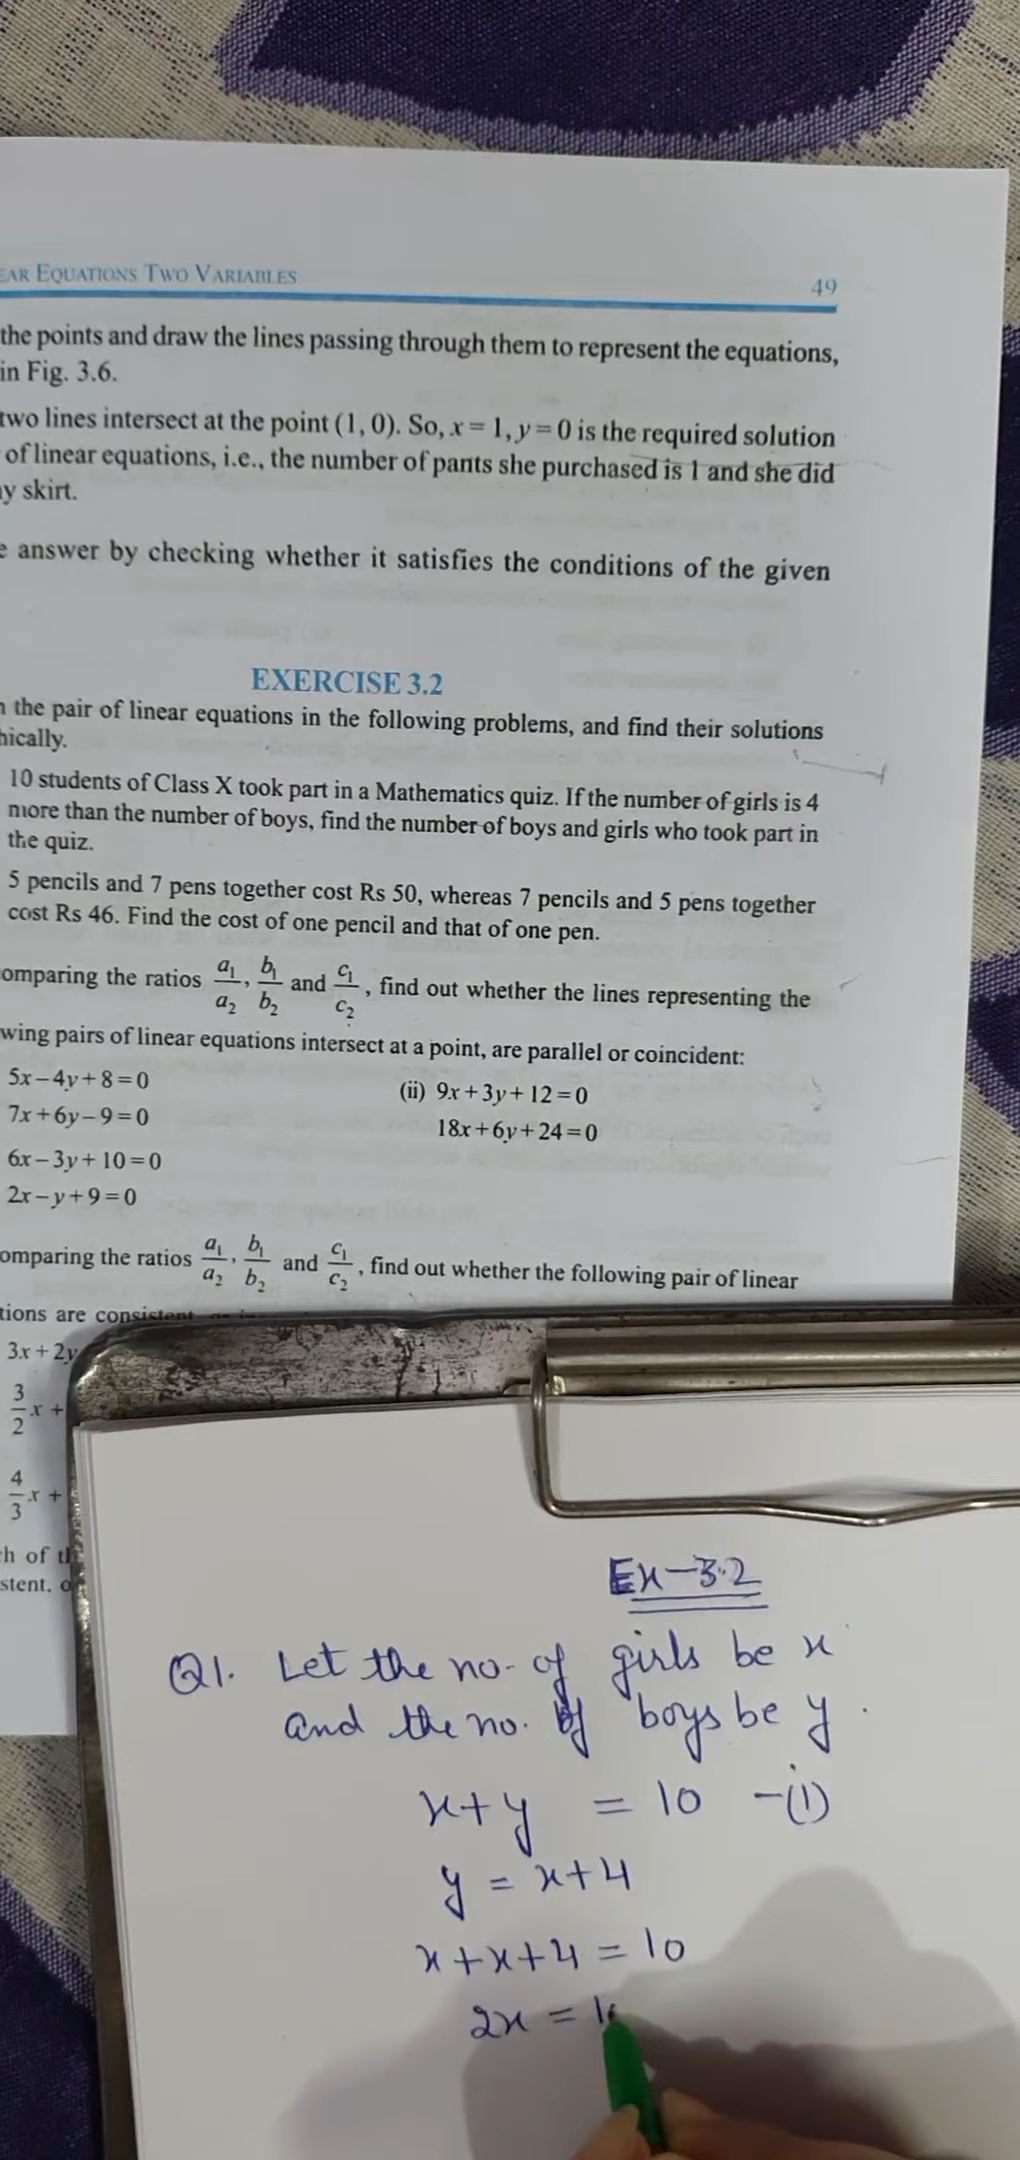 EAR EQUATIONS TWO VARIABLES 49
the points and draw the lines passing through them to represent the equations,
in Fig. 3.6.
two lines intersect at the point (1, 0). So, x = 1, y = 0 is the required solution
of linear equations, i.e., the number of pants she purchased is 1 and she did
y skirt.
answer by checking whether it satisfies the conditions of the given
EXERCISE 3.2
the pair of linear equations in the following problems, and find their solutions
hically.
10 students of Class X took part in a Mathematics quiz. If the number of girls is 4
more than the number of boys, find the number of boys and girls who took part in
the quiz.
5 pencils and 7 pens together cost Rs 50, whereas 7 pencils and 5 pens together
cost Rs 46. Find the cost of one pencil and that of one pen.
omparing the ratios a₁/a₂, b₁/b₂ and c₁/c₂, find out whether the lines representing the
wing pairs of linear equations intersect at a point, are parallel or coincident:
5x – 4y + 8 = 0 (ii) 9x + 3y + 12 = 0
7x + 6y – 9 = 0 18x + 6y + 24 = 0
6x – 3y + 10 = 0
2x – y + 9 = 0
omparing the ratios a₁/a₂, b₁/b₂ and c₁/c₂, find out whether the following pair of linear
tions are consistent
3x + 2y
3/2 x +
4/3 x +
h of th
stent, o
Ex-3.2
Q1. Let the no. of girls be x
and the no. of boys be y.
x+y = 10 -(1)
y = x+4
x+x+4 = 10
2x = 1